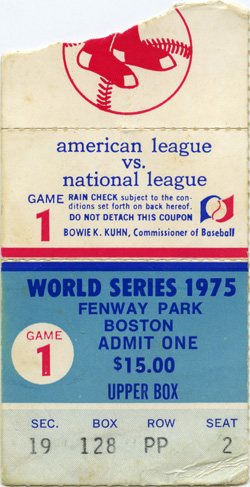 american league
vs.
national league
GAME
1
RAIN CHECK subject to the condi-
ditions set forth on back hereof.
DO NOT DETACH THIS COUPON
BOWIE K. KUHN, Commissioner of Baseball
WORLD SERIES 1975
FENWAY PARK
BOSTON
GAME
1
ADMIT ONE
$15.00
UPPER BOX
SEC. BOX ROW SEAT
19 128 PP 2